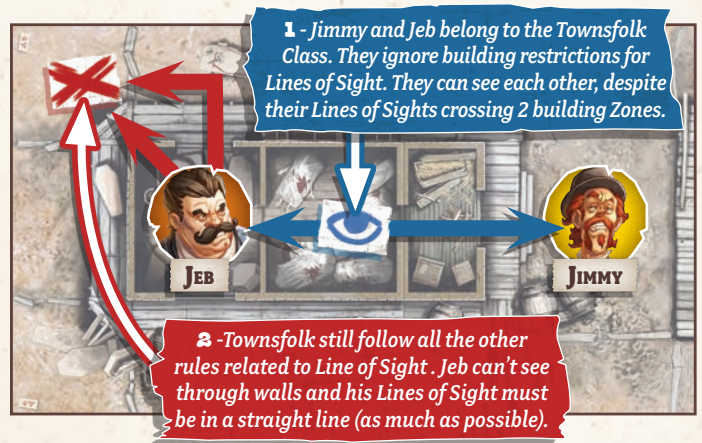 1 - Jimmy and Jeb belong to the Townsfolk
Class. They ignore building restrictions for
Lines of Sight. They can see each other, despite
their Lines of Sights crossing 2 building Zones.
JEB
JIMMY
2 -Townsfolk still follow all the other
rules related to Line of Sight . Jeb can't see
through walls and his Lines of Sight must
be in a straight line (as much as possible).